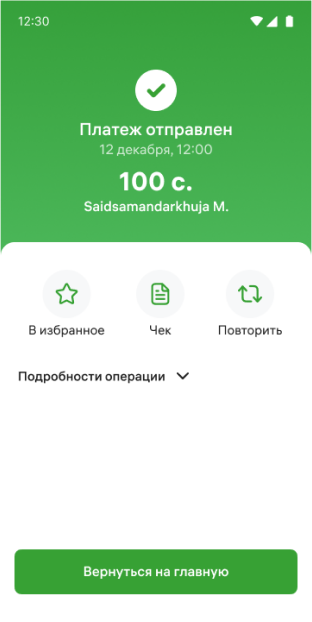 12:30
Платеж отправлен
12 декабря, 12:00
100 с.
Saidsamandarkhuja M.
В избранное
Чек
Повторить
Подробности операции
Вернуться на главную